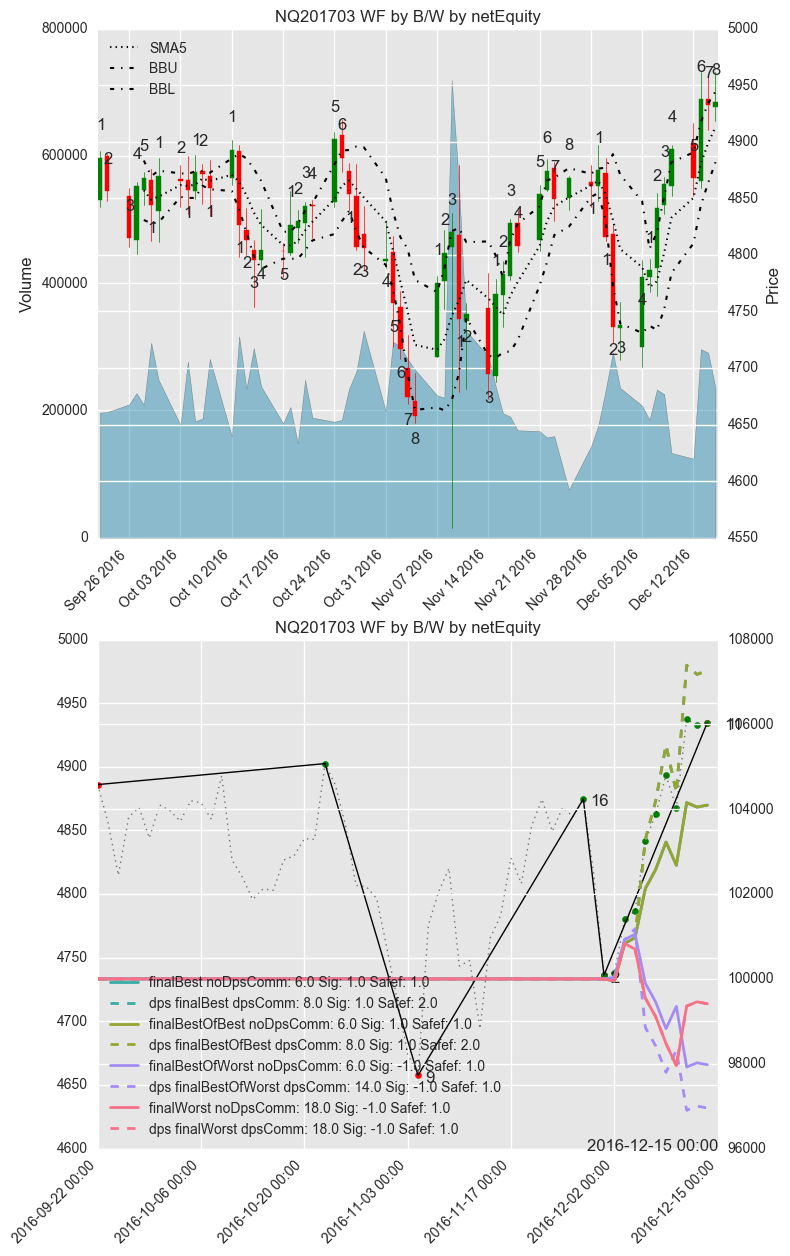 NQ201703 WF by B/W by netEquity
800000
600000
400000
200000
0
Volume
SMA5
BBU
BBL
5000
4950
4900
4850
4800
4750
4700
4650
4600
4550
Price
Sep 26 2016
Oct 03 2016
Oct 10 2016
Oct 17 2016
Oct 24 2016
Oct 31 2016
Nov 07 2016
Nov 14 2016
Nov 21 2016
Nov 28 2016
Dec 05 2016
Dec 12 2016
NQ201703 WF by B/W by netEquity
5000
4950
4900
4850
4800
4750
4700
4650
4600
108000
106000
104000
102000
100000
98000
96000
11
16
2
9
finalBest noDpsComm: 6.0 Sig: 1.0 Safef: 1.0
dps finalBest dpsComm: 8.0 Sig: 1.0 Safef: 2.0
finalBestOfBest noDpsComm: 6.0 Sig: 1.0 Safef: 1.0
dps finalBestOfBest dpsComm: 8.0 Sig: 1.0 Safef: 2.0
finalBestOfWorst noDpsComm: 6.0 Sig: -1.0 Safef: 1.0
dps finalBestOfWorst dpsComm: 14.0 Sig: -1.0 Safef: 1.0
finalWorst noDpsComm: 18.0 Sig: -1.0 Safef: 1.0
dps finalWorst dpsComm: 18.0 Sig: -1.0 Safef: 1.0
2016-12-15 00:00
2016-09-22 00:00
2016-10-06 00:00
2016-10-20 00:00
2016-11-03 00:00
2016-11-17 00:00
2016-12-02 00:00
2016-12-15 00:00